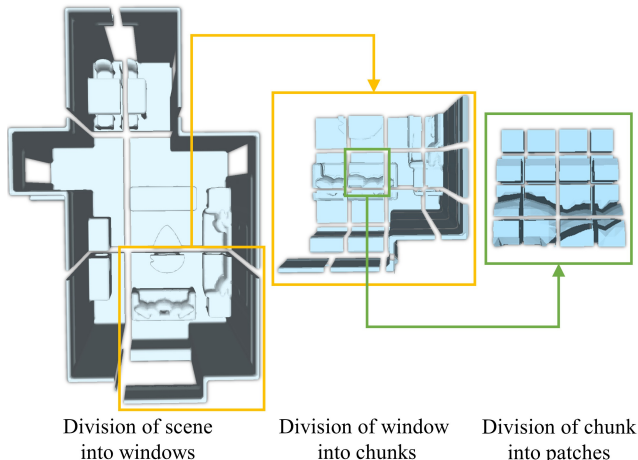 Division of scene
into windows
Division of window
into chunks
Division of chunk
into patches